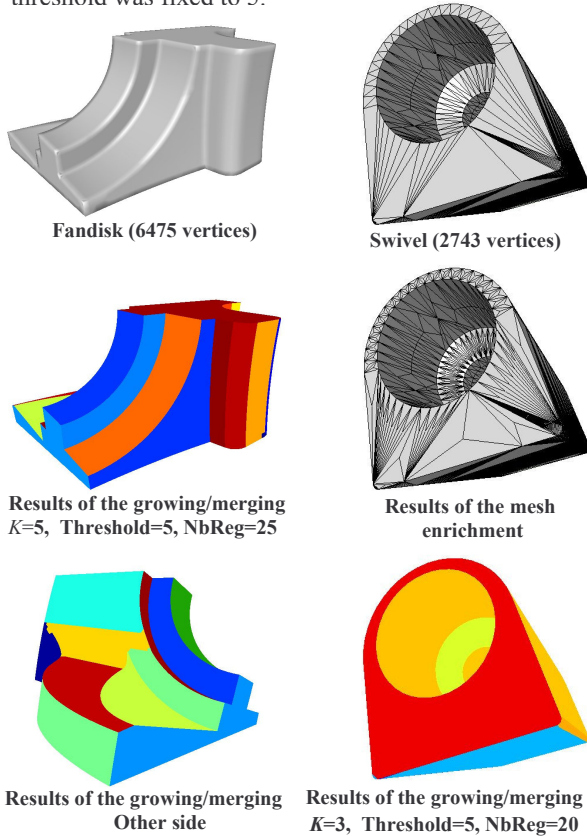 threshold was fixed to 5.
Fandisk (6475 vertices)
Swivel (2743 vertices)
Results of the growing/merging
K=5, Threshold=5, NbReg=25
Results of the mesh
enrichment
Results of the growing/merging
Other side
Results of the growing/merging
K=3, Threshold=5, NbReg=20